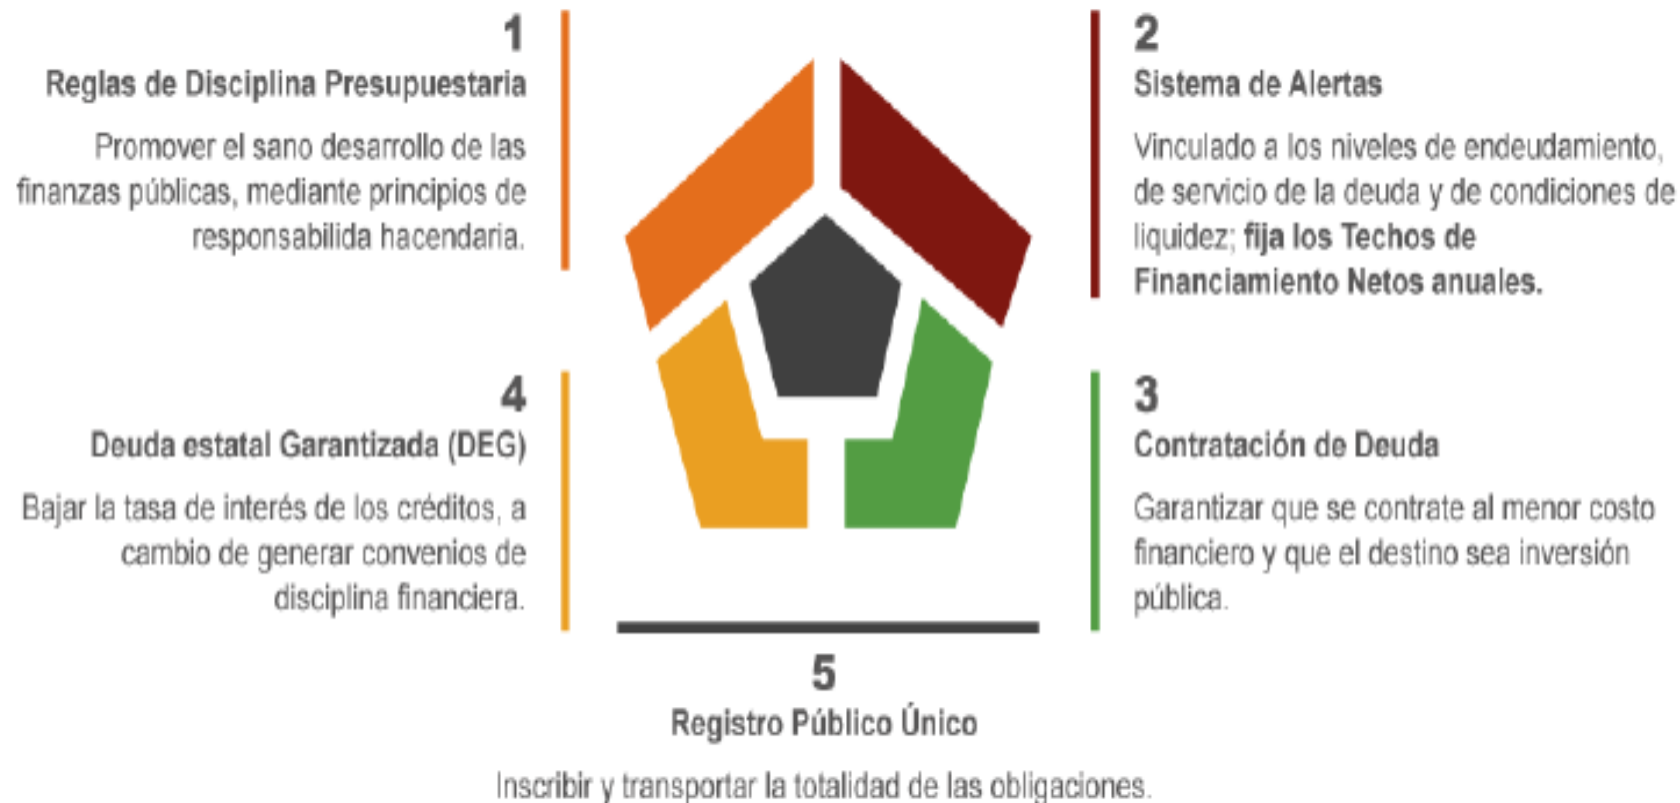 1
Reglas de Disciplina Presupuestaria
Promover el sano desarrollo de las
finanzas públicas, mediante principios de
responsabilida hacendaria.
2
Sistema de Alertas
Vinculado a los niveles de endeudamiento,
de servicio de la deuda y de condiciones de
liquidez; fija los Techos de
Financiamiento Netos anuales.
4
Deuda estatal Garantizada (DEG)
Bajar la tasa de interés de los créditos, a
cambio de generar convenios de
disciplina financiera.
3
Contratación de Deuda
Garantizar que se contrate al menor costo
financiero y que el destino sea inversión
pública.
5
Registro Público Único
Inscribir y transportar la totalidad de las obligaciones.